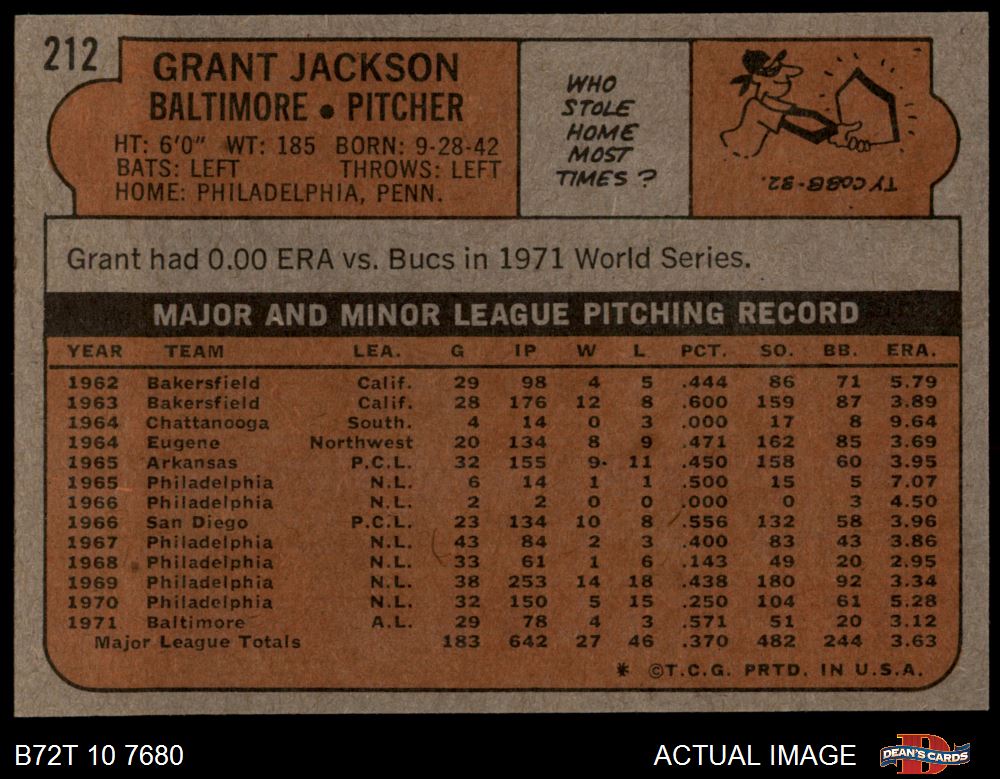 212
GRANT JACKSON
BALTIMORE • PITCHER
HT: 6'0" WT: 185 BORN: 9-28-42
BATS: LEFT THROWS: LEFT
HOME: PHILADELPHIA, PENN.
WHO
STOLE
HOME
MOST
TIMES?
TY COBB-32.
Grant had 0.00 ERA vs. Bucs in 1971 World Series.
MAJOR AND MINOR LEAGUE PITCHING RECORD
YEAR TEAM LEA. G IP W L PCT. SO. BB. ERA.
1962 Bakersfield Calif. 29 98 4 5 .444 86 71 5.79
1963 Bakersfield Calif. 28 176 12 8 .600 159 87 3.89
1964 Chattanooga South. 4 14 0 3 .000 17 8 9.64
1964 Eugene Northwest 20 134 8 9 .471 162 85 3.69
1965 Arkansas P.C.L. 32 155 9 11 .450 158 60 3.95
1965 Philadelphia N.L. 6 14 1 1 .500 15 5 7.07
1966 Philadelphia N.L. 2 2 0 0 .000 0 3 4.50
1966 San Diego P.C.L. 23 134 10 8 .556 132 58 3.96
1967 Philadelphia N.L. 43 84 2 3 .400 83 43 3.86
1968 Philadelphia N.L. 33 61 1 6 .143 49 20 2.95
1969 Philadelphia N.L. 38 253 14 18 .438 180 92 3.34
1970 Philadelphia N.L. 32 150 5 15 .250 104 61 5.28
1971 Baltimore A.L. 29 78 4 3 .571 51 20 3.12
Major League Totals 183 642 27 46 .370 482 244 3.63
* ©T.C.G. PRTD. IN U.S.A.
B72T 10 7680
ACTUAL IMAGE
DEAN'S CARDS